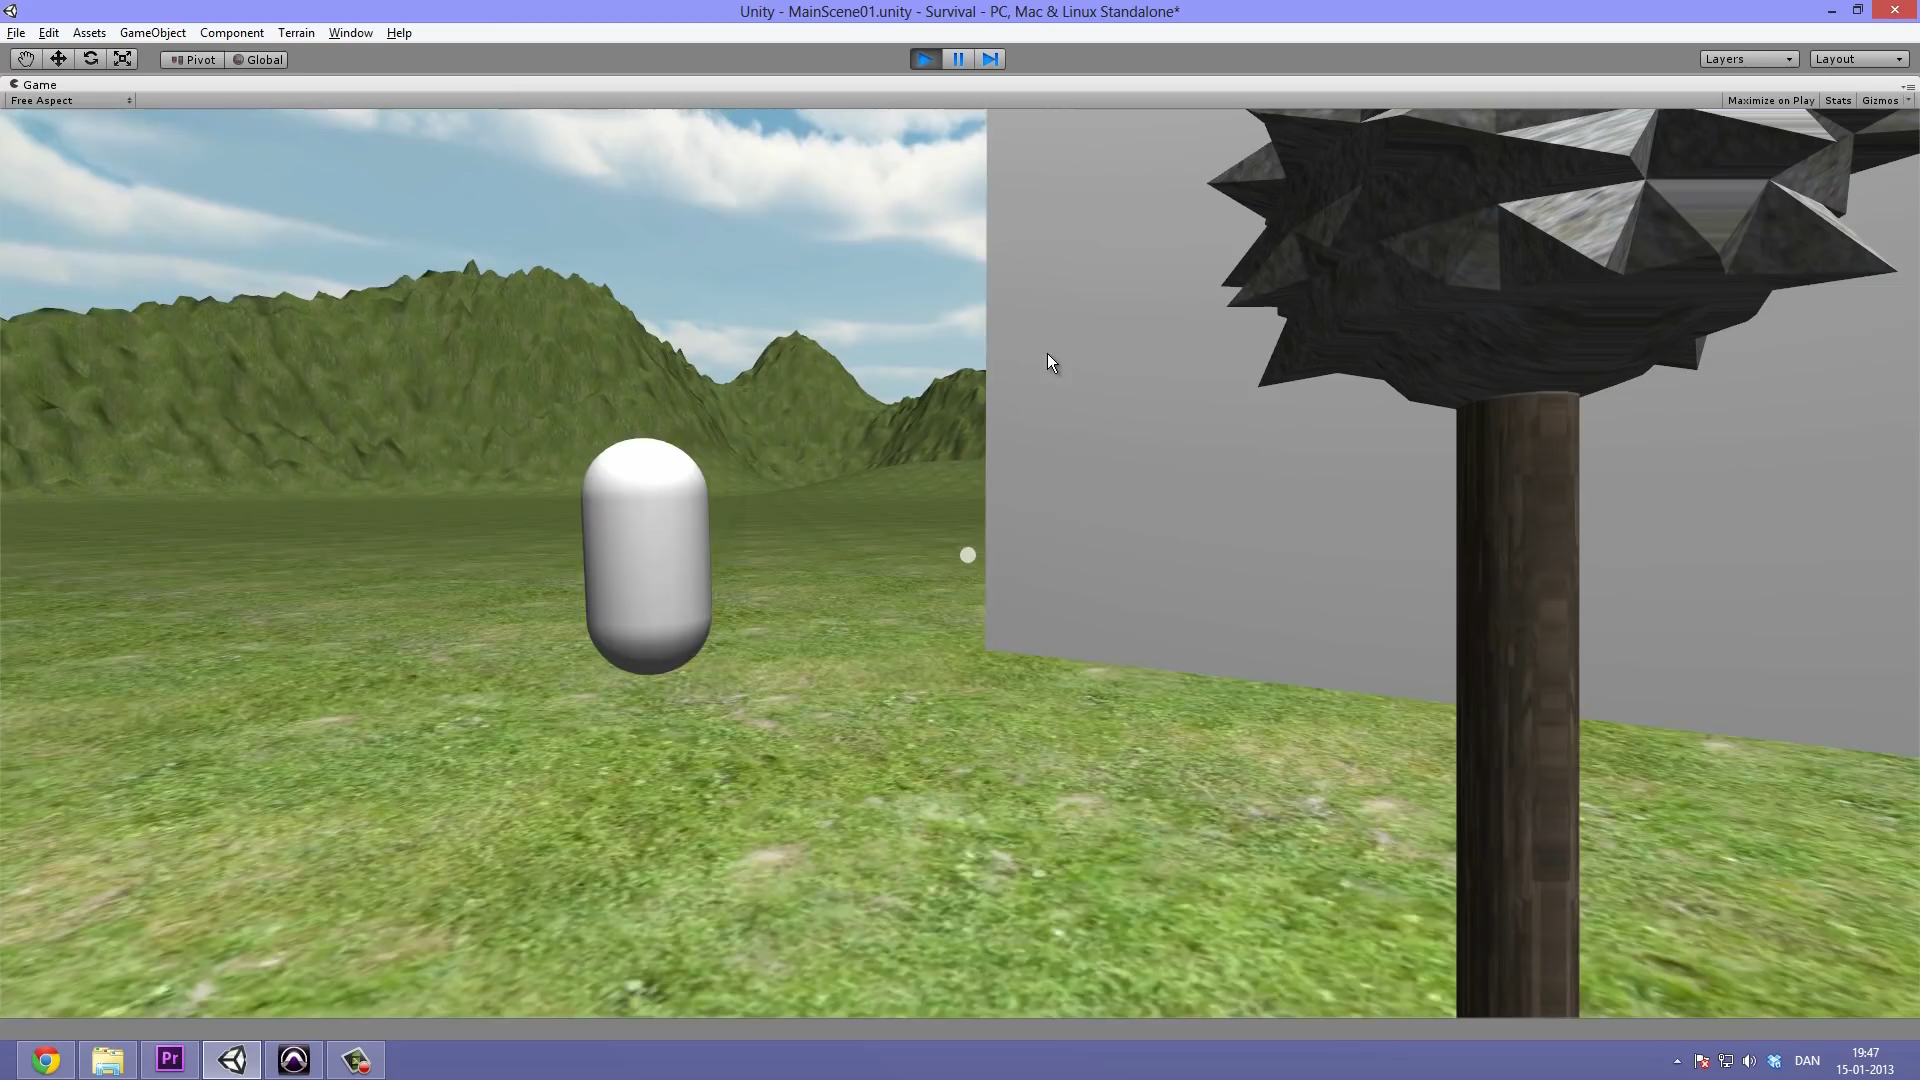 Unity - MainScene01.unity - Survival - PC, Mac & Linux Standalone*
File Edit Assets GameObject Component Terrain Window Help
Pivot Global Layers Layout
Game
Free Aspect Maximize on Play Stats Gizmos
Pr DAN 19:47
15-01-2013